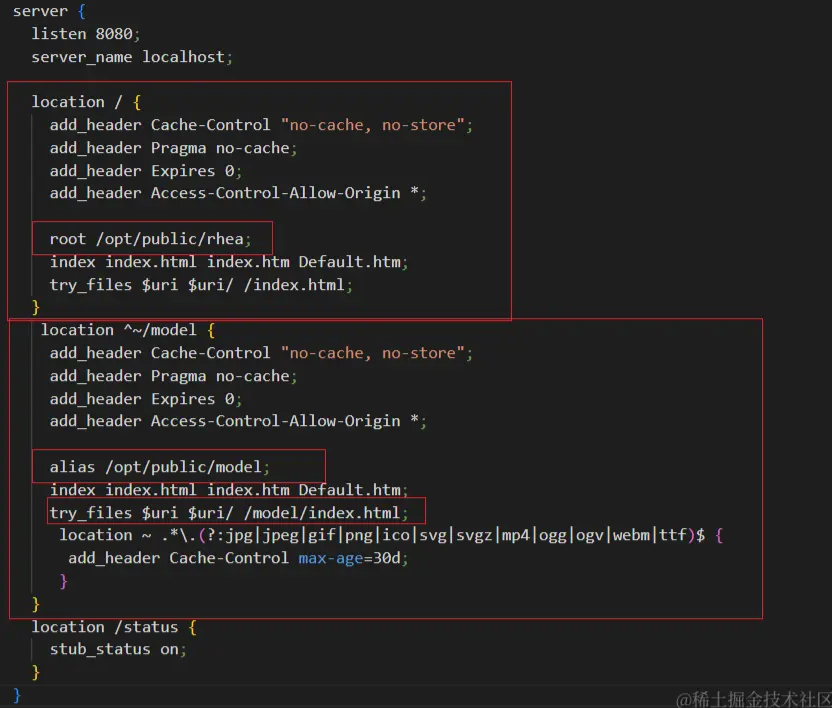 server {
listen 8080;
server_name localhost;
location / {
add_header Cache-Control "no-cache, no-store";
add_header Pragma no-cache;
add_header Expires 0;
add_header Access-Control-Allow-Origin *;
root /opt/public/rhea;
index index.html index.htm Default.htm;
try_files $uri $uri/ /index.html;
}
location ^~/model {
add_header Cache-Control "no-cache, no-store";
add_header Pragma no-cache;
add_header Expires 0;
add_header Access-Control-Allow-Origin *;
alias /opt/public/model;
index index.html index.htm Default.htm;
try_files $uri $uri/ /model/index.html;
location ~ .*\.(?:jpg|jpeg|gif|png|ico|svg|svgz|mp4|ogg|ogv|webm|ttf)$ {
add_header Cache-Control max-age=30d;
}
}
location /status {
stub_status on;
}
}
@稀土掘金技术社区